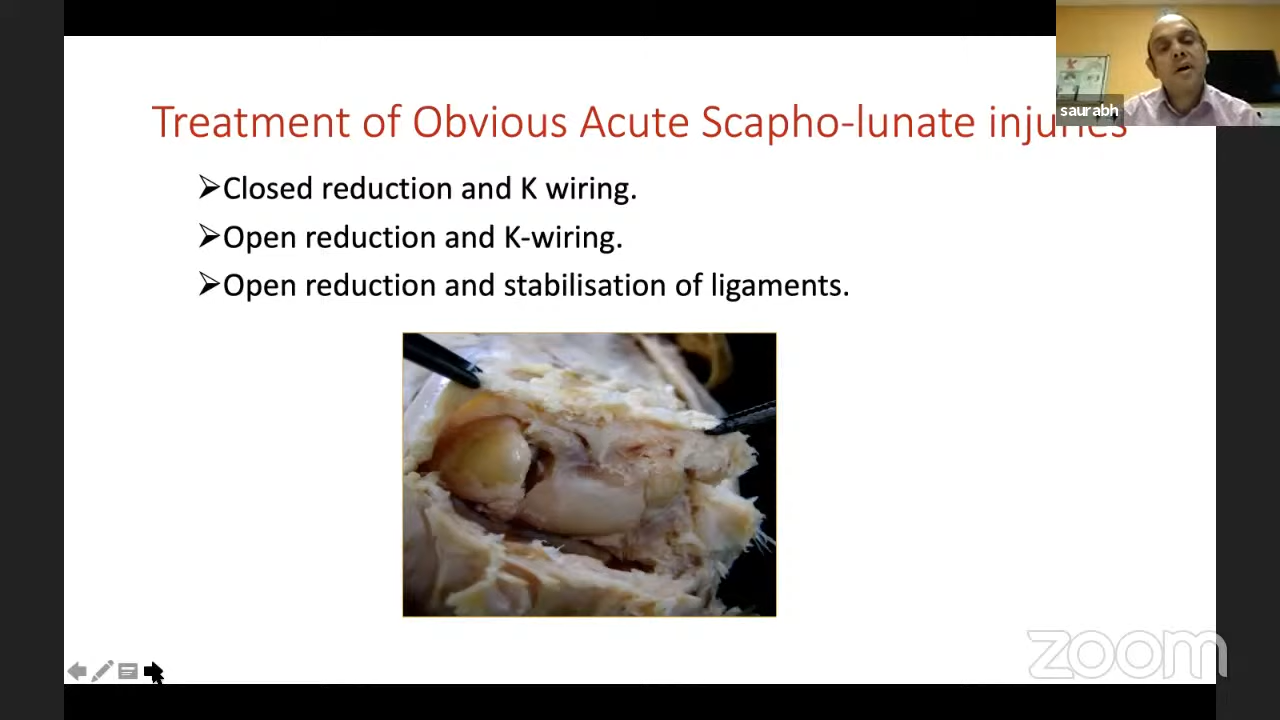 Treatment of Obvious Acute Scapho-lunate injuries
➢Closed reduction and K wiring.
➢Open reduction and K-wiring.
➢Open reduction and stabilisation of ligaments.
saurabh
zoom